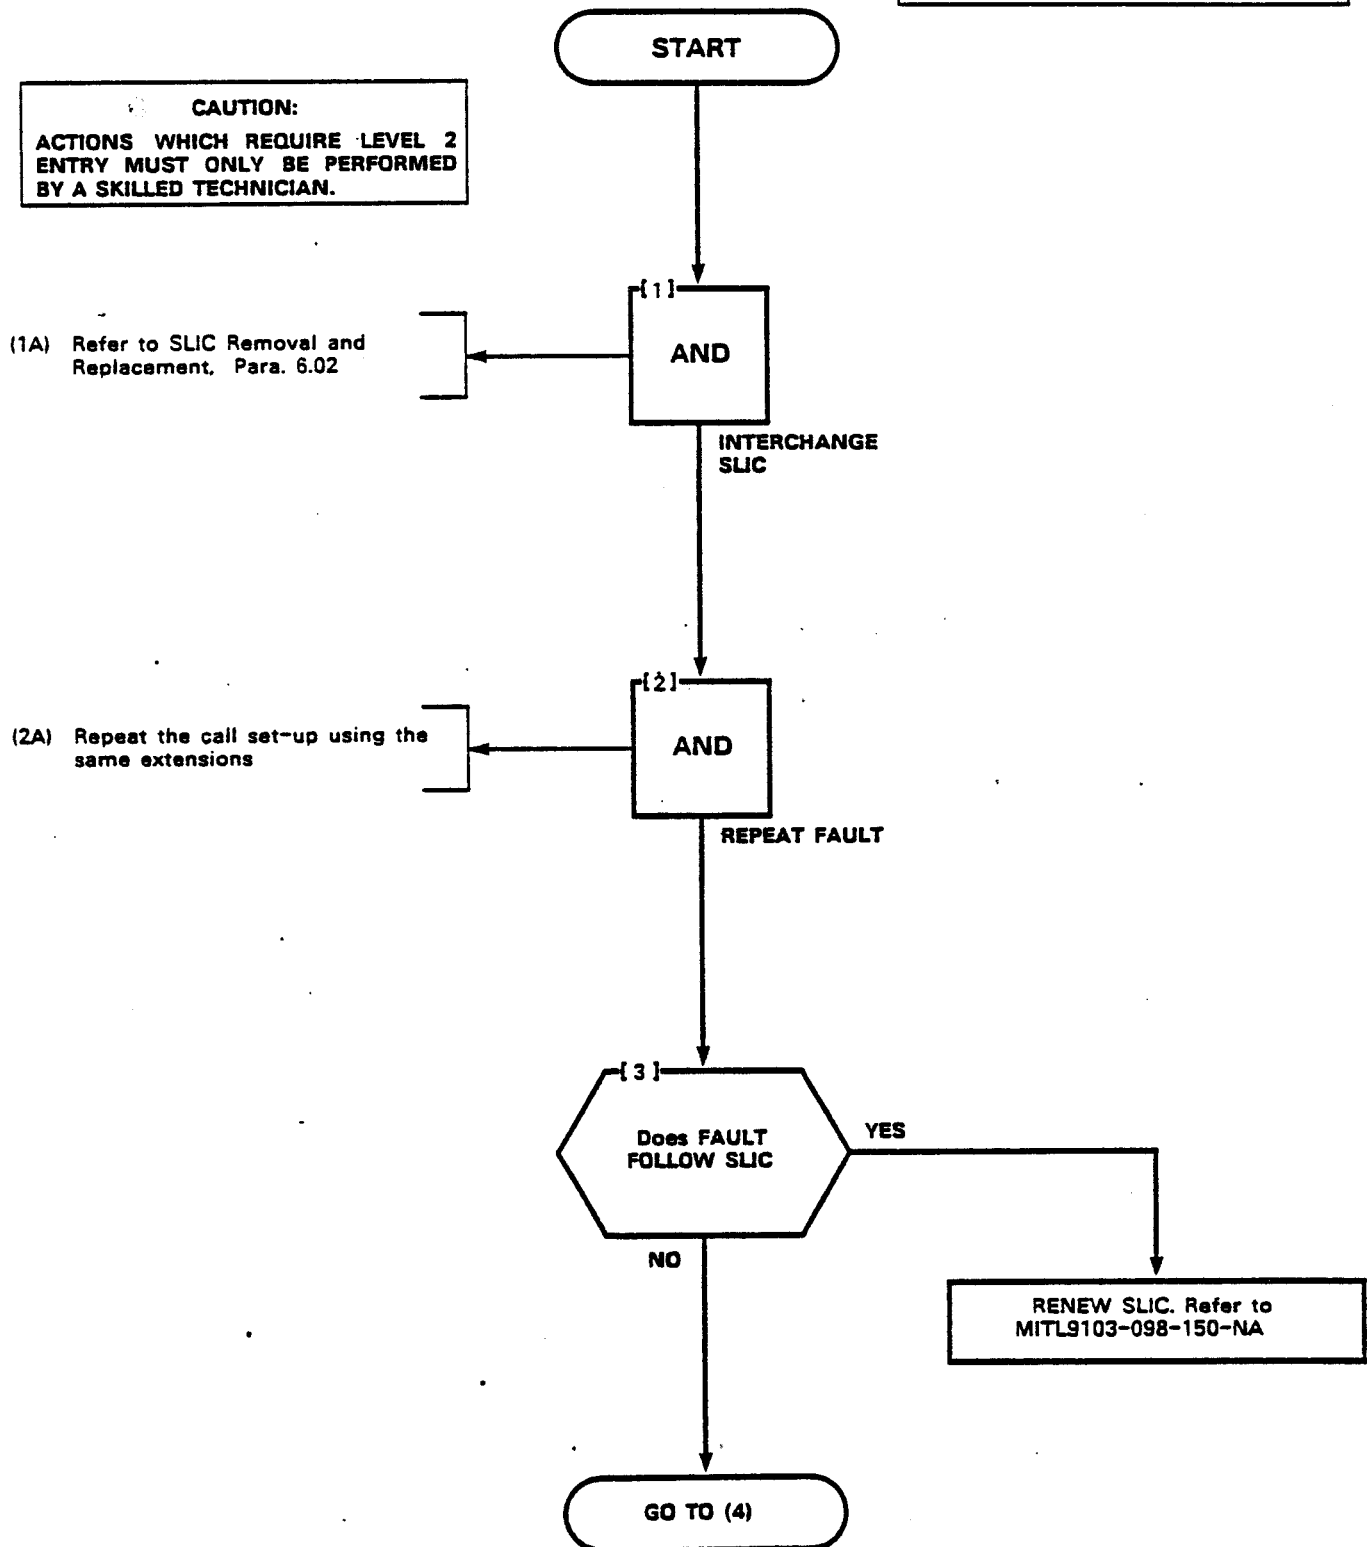 START
CAUTION:
ACTIONS WHICH REQUIRE LEVEL 2
ENTRY MUST ONLY BE PERFORMED
BY A SKILLED TECHNICIAN.
[1]
AND
(1A) Refer to SLIC Removal and
Replacement, Para. 6.02
INTERCHANGE
SLIC
[2]
AND
(2A) Repeat the call set-up using the
same extensions
REPEAT FAULT
[3]
Does FAULT
FOLLOW SLIC
YES
NO
RENEW SLIC. Refer to
MITL9103-098-150-NA
GO TO (4)